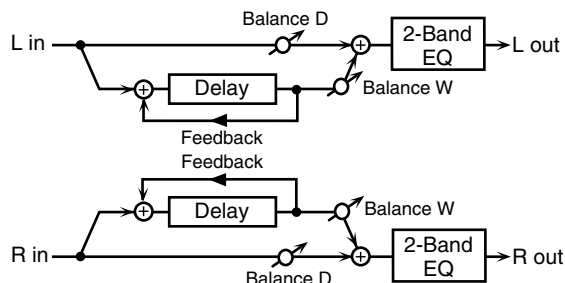 Balance D
L in
2-Band
EQ
L out
+
+
Delay
Balance W
Feedback
Feedback
+
Delay
Balance W
R in
+
2-Band
EQ
R out
Balance D